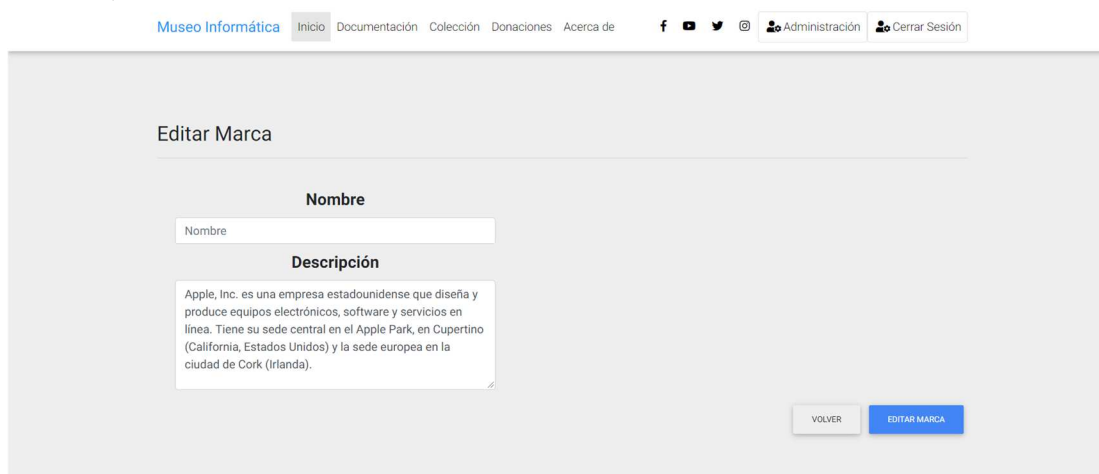 Museo Informática Inicio Documentación Colección Donaciones Acerca de Administración Cerrar Sesión
Editar Marca
Nombre
Nombre
Descripción
Apple, Inc. es una empresa estadounidense que diseña y
produce equipos electrónicos, software y servicios en
línea. Tiene su sede central en el Apple Park, en Cupertino
(California, Estados Unidos) y la sede europea en la
ciudad de Cork (Irlanda).
VOLVER EDITAR MARCA